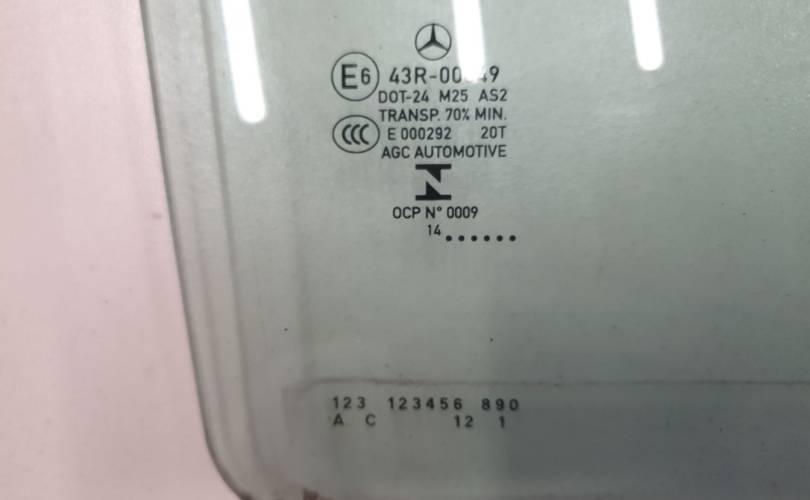 E6
DOT-24 M25 AS2
TRANSP. 70% MIN.
CCC E 000292 20T
AGC AUTOMOTIVE
N
OCP N° 0009
14......
123 123456 890
A C 12 1